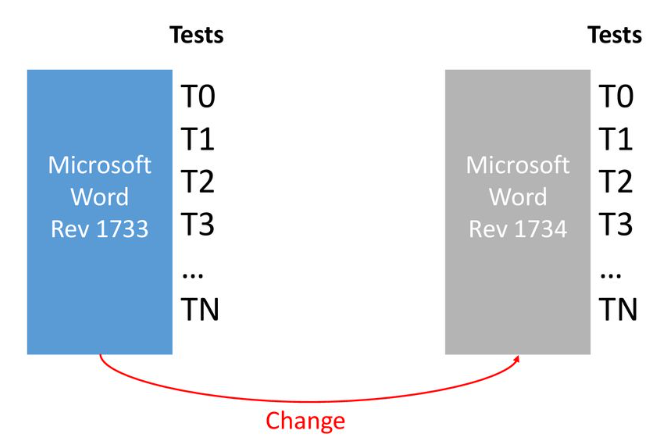 Tests
T0
T1
T2
T3
...
TN
Microsoft
Word
Rev 1733
Tests
T0
T1
T2
T3
...
TN
Microsoft
Word
Rev 1734
Change